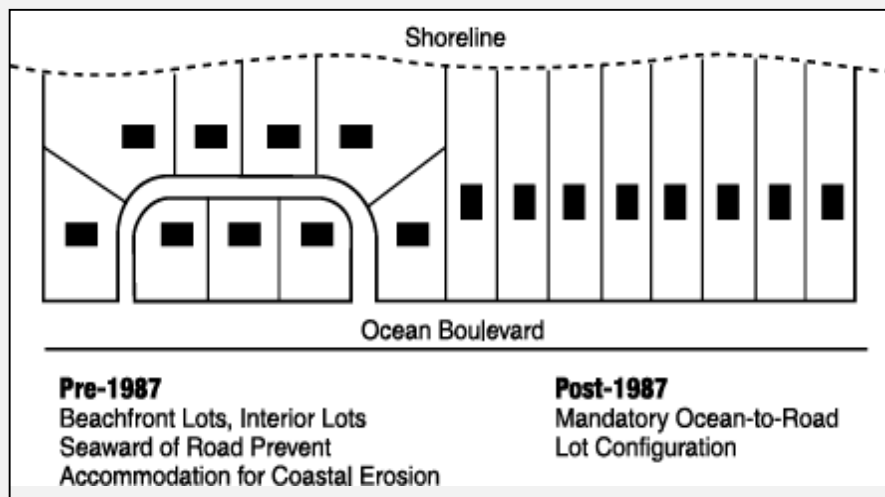 Shoreline
Ocean Boulevard
Pre-1987
Beachfront Lots, Interior Lots
Seaward of Road Prevent
Accommodation for Coastal Erosion
Post-1987
Mandatory Ocean-to-Road
Lot Configuration